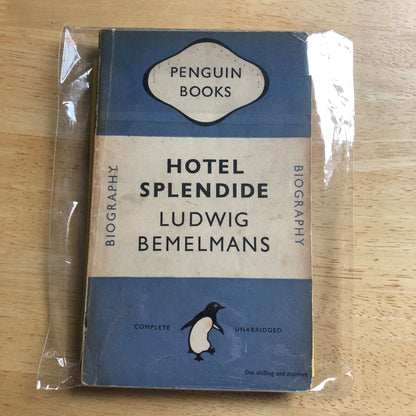 PENGUIN
BOOKS
BIOGRAPHY
HOTEL
SPLENDIDE
LUDWIG
BEMELMANS
BIOGRAPHY
COMPLETE
UNABRIDGED
One shilling and sixpence